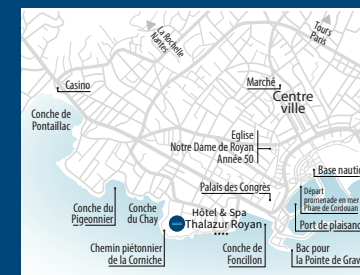 La Rochelle
Nantes
Tours
Paris
Casino
Marché
Centre
ville
Conche de
Pontaillac
Eglise
Notre Dame de Royan
Année 50
Base nautiq
Palais des Congrès
Départ
promenade en mer
Phare de Cordouan
Conche du
Pigeonnier
Conche
du Chay
Hôtel & Spa
Thalazur Royan
****
Port de plaisanc
Chemin piétonnier
de la Corniche
Conche de
Foncillon
Bac pour
la Pointe de Grav